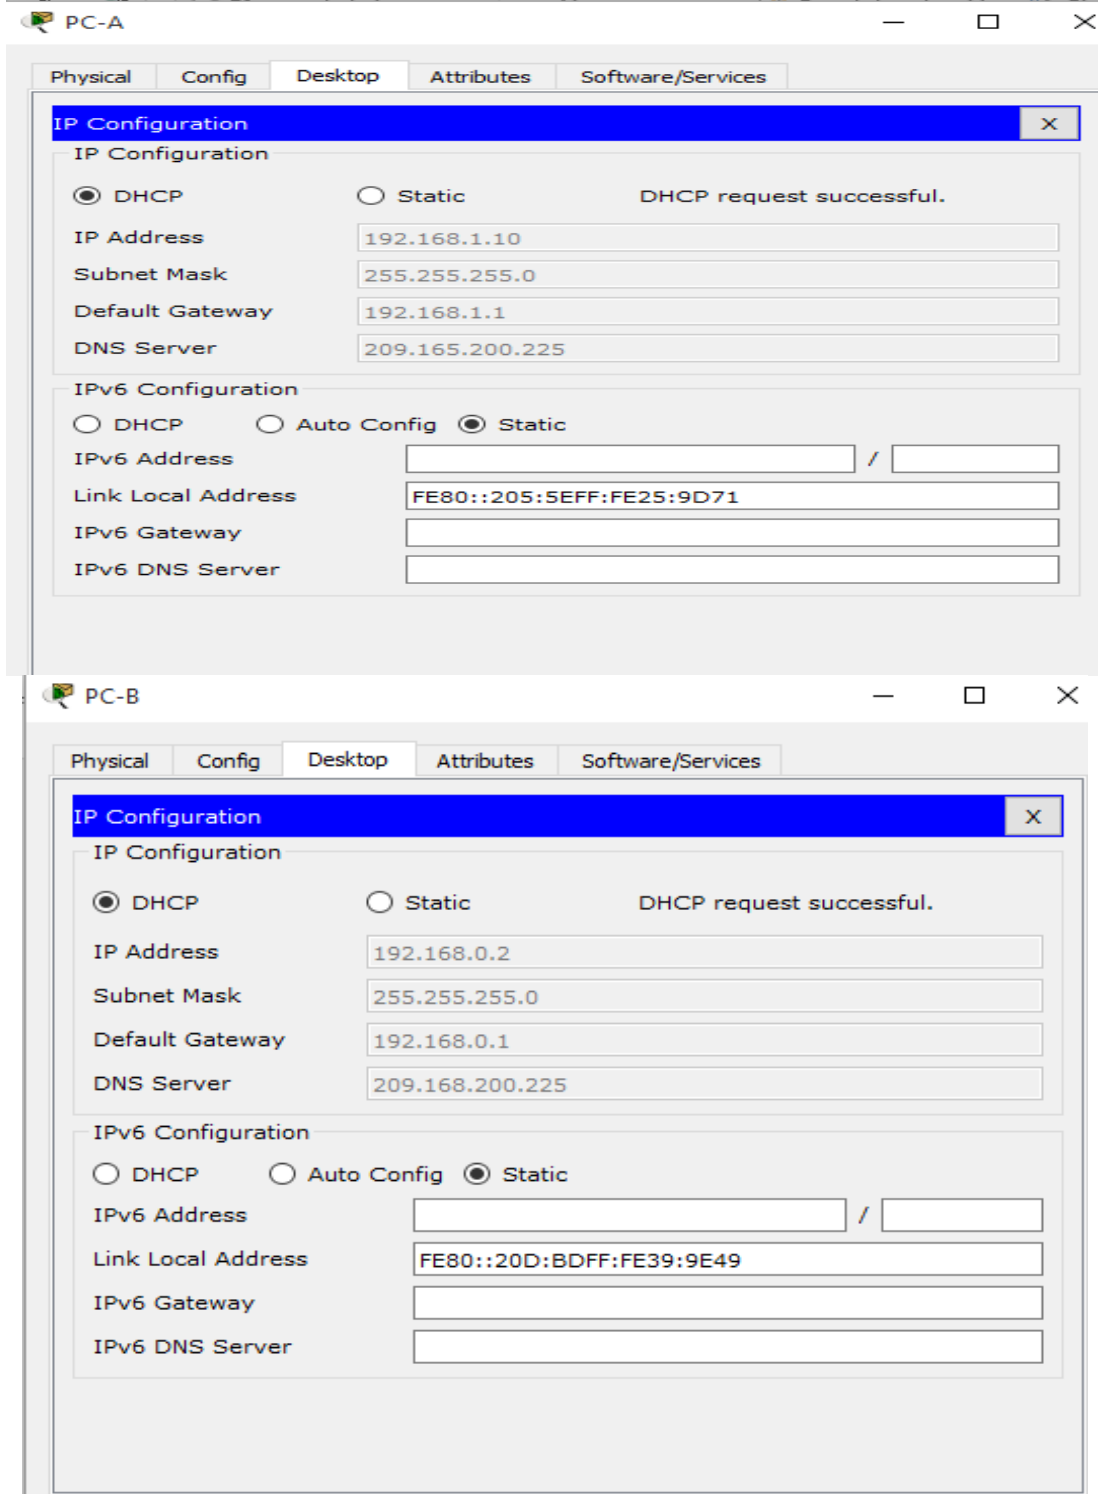 PC-A
Physical Config Desktop Attributes Software/Services
IP Configuration X
IP Configuration
DHCP Static DHCP request successful.
IP Address 192.168.1.10
Subnet Mask 255.255.255.0
Default Gateway 192.168.1.1
DNS Server 209.165.200.225
IPv6 Configuration
DHCP Auto Config Static
IPv6 Address /
Link Local Address FE80::205:5EFF:FE25:9D71
IPv6 Gateway
IPv6 DNS Server
PC-B
Physical Config Desktop Attributes Software/Services
IP Configuration X
IP Configuration
DHCP Static DHCP request successful.
IP Address 192.168.0.2
Subnet Mask 255.255.255.0
Default Gateway 192.168.0.1
DNS Server 209.168.200.225
IPv6 Configuration
DHCP Auto Config Static
IPv6 Address /
Link Local Address FE80::20D:BDFF:FE39:9E49
IPv6 Gateway
IPv6 DNS Server